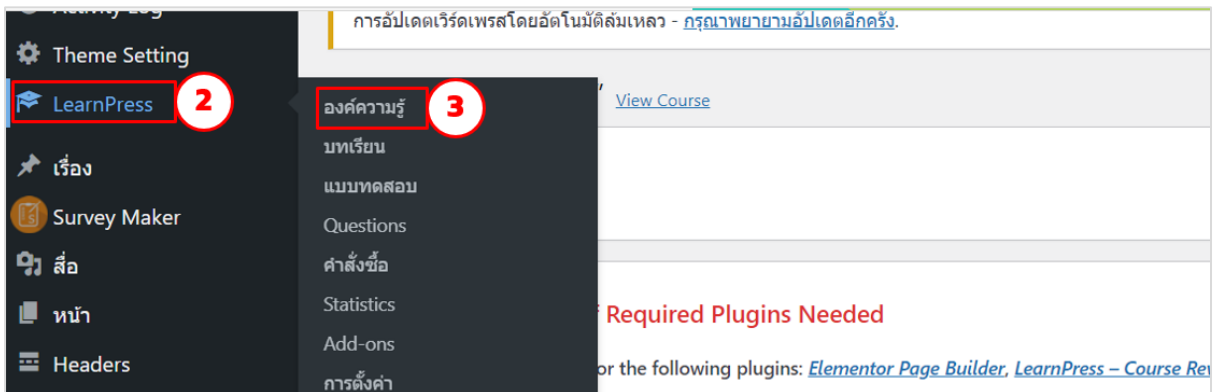 Activity Log
การอัปเดตเวิร์ดเพรสโดยอัตโนมัติล้มเหลว - กรุณาพยายามอัปเดตอีกครั้ง.
Theme Setting
LearnPress 2
องค์ความรู้ 3
View Course
บทเรียน
เรื่อง
แบบทดสอบ
Survey Maker
Questions
สื่อ
คำสั่งซื้อ
หน้า
Statistics
Required Plugins Needed
Add-ons
Headers
การตั้งค่า
or the following plugins: Elementor Page Builder, LearnPress – Course